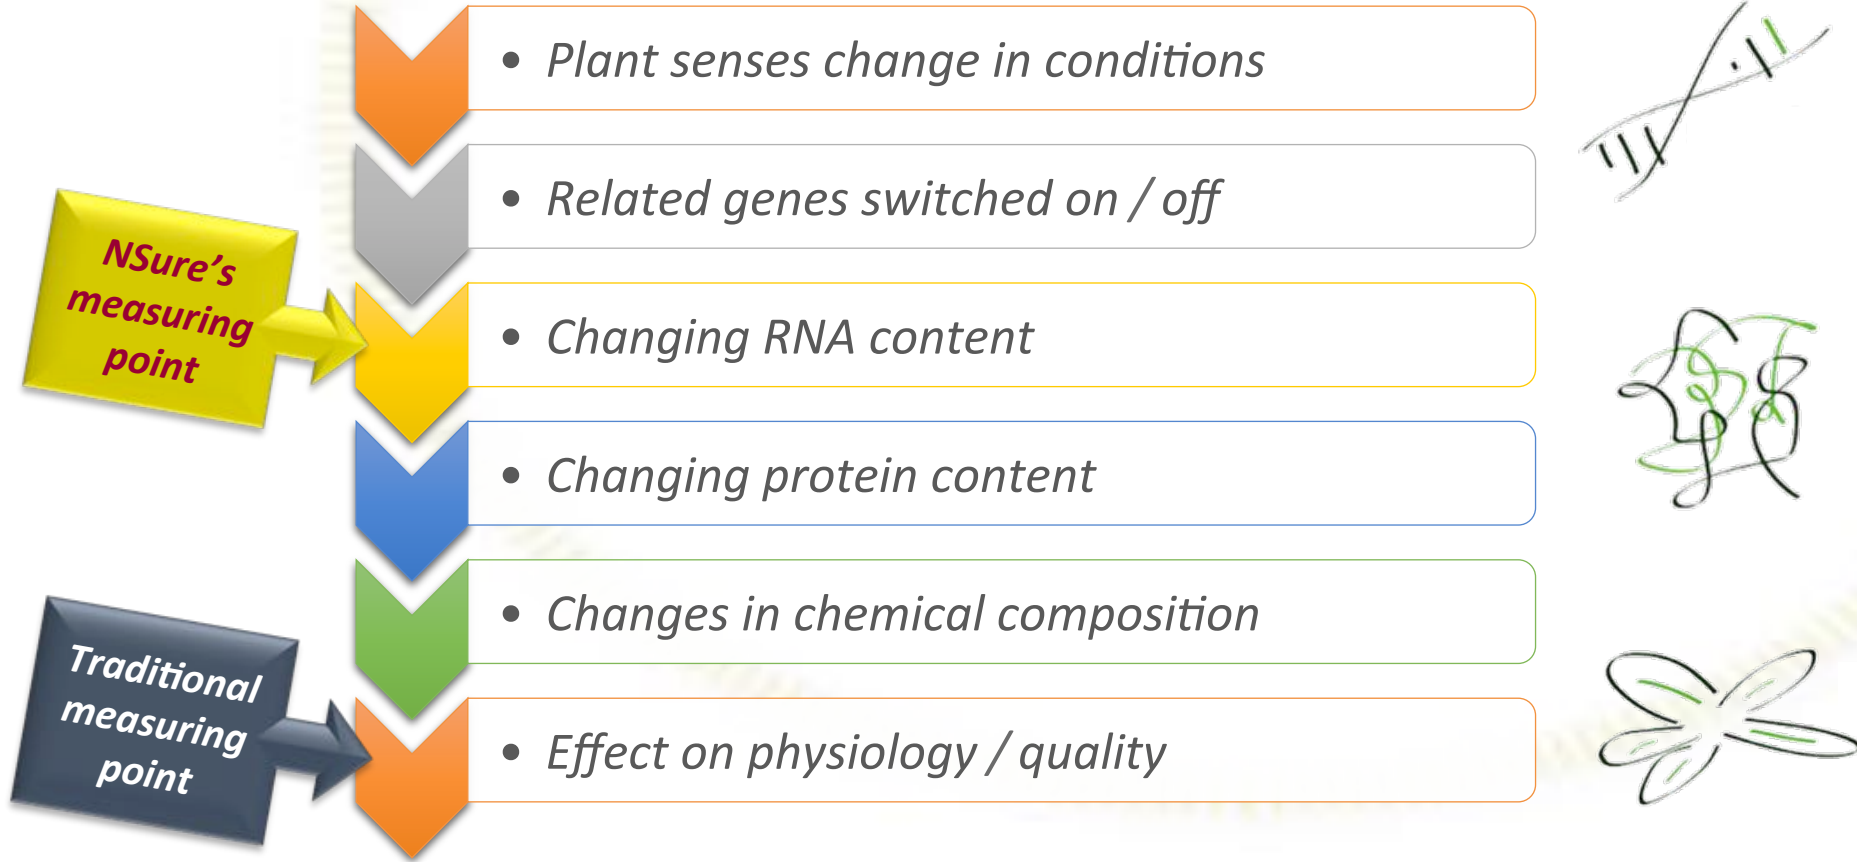 • Plant senses change in conditions
• Related genes switched on / off
NSure’s
measuring
point
• Changing RNA content
• Changing protein content
• Changes in chemical composition
Traditional
measuring
point
• Effect on physiology / quality